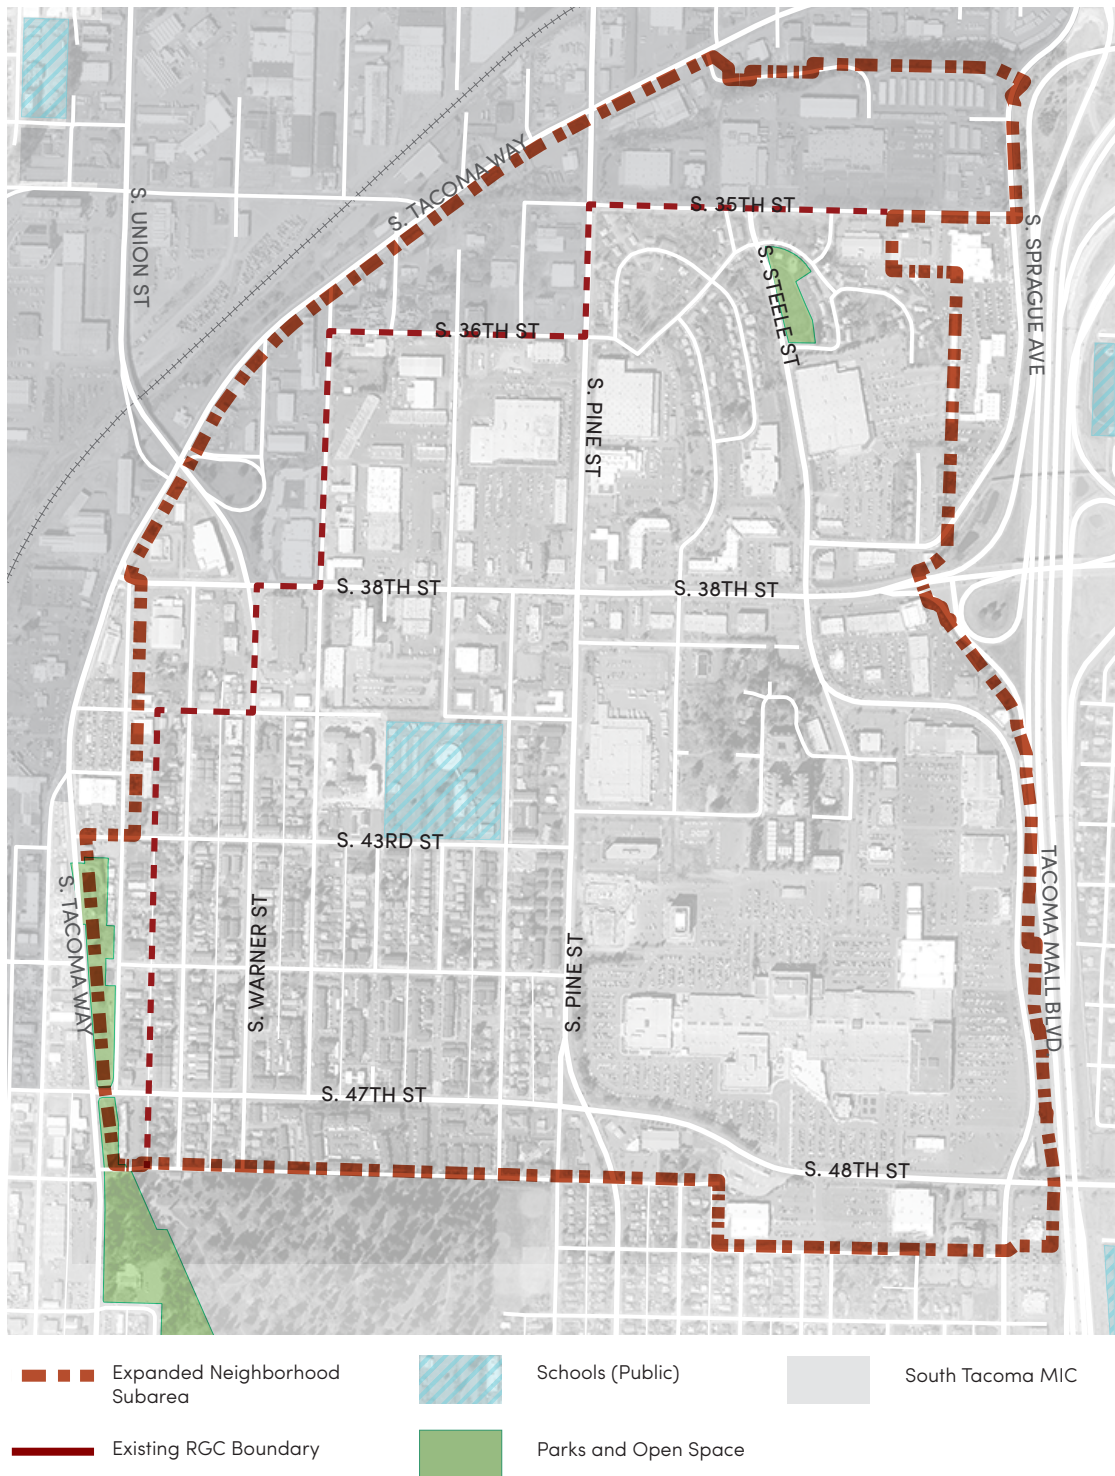 S. TACOMA WAY
S. UNION ST
S. 35TH ST
S. STEELE ST
S. SPRAGUE AVE
S. 36TH ST
S. PINE ST
S. 38TH ST
S. 38TH ST
S. 43RD ST
S. TACOMA WAY
S. WARNER ST
S. PINE ST
TACOMA MALL BLVD
S. 47TH ST
S. 48TH ST
Expanded Neighborhood
Subarea
Schools (Public)
South Tacoma MIC
Existing RGC Boundary
Parks and Open Space